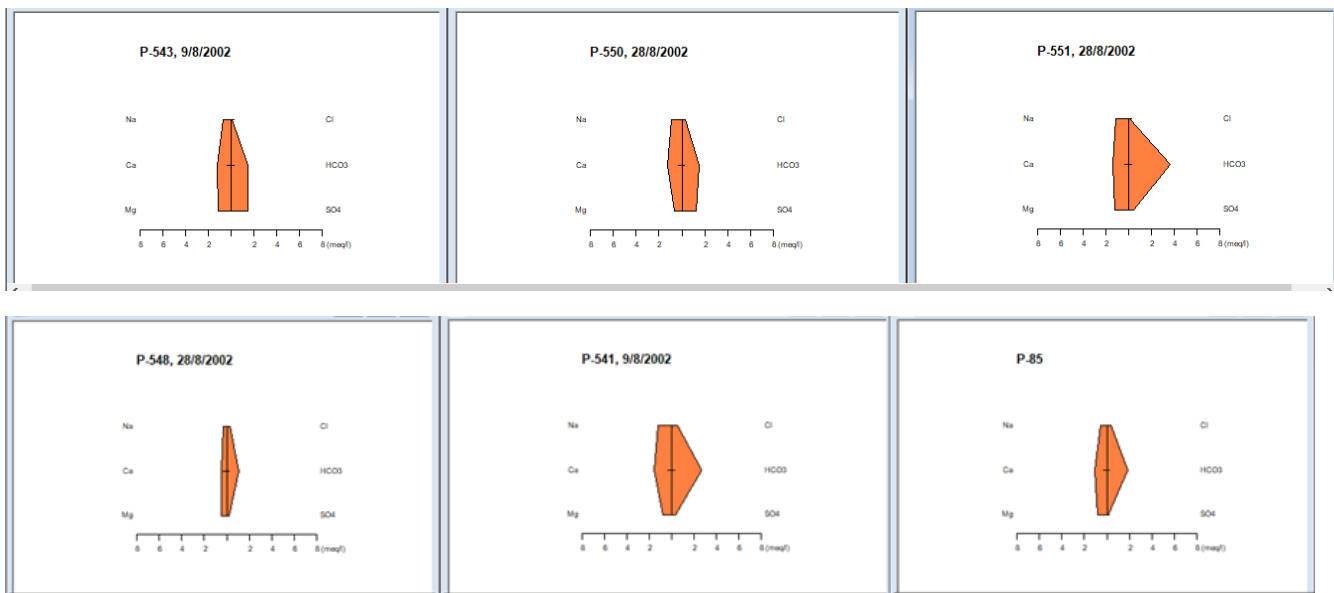 P-543, 9/8/2002
Na Cl
Ca HCO3
Mg SO4
8 6 4 2 2 4 6 8 (meq/l)
P-550, 28/8/2002
Na Cl
Ca HCO3
Mg SO4
8 6 4 2 2 4 6 8 (meq/l)
P-551, 28/8/2002
Na Cl
Ca HCO3
Mg SO4
8 6 4 2 2 4 6 8 (meq/l)
P-548, 28/8/2002
Na Cl
Ca HCO3
Mg SO4
8 6 4 2 2 4 6 8 (meq/l)
P-541, 9/8/2002
Na Cl
Ca HCO3
Mg SO4
8 6 4 2 2 4 6 8 (meq/l)
P-85
Na Cl
Ca HCO3
Mg SO4
8 6 4 2 2 4 6 8 (meq/l)